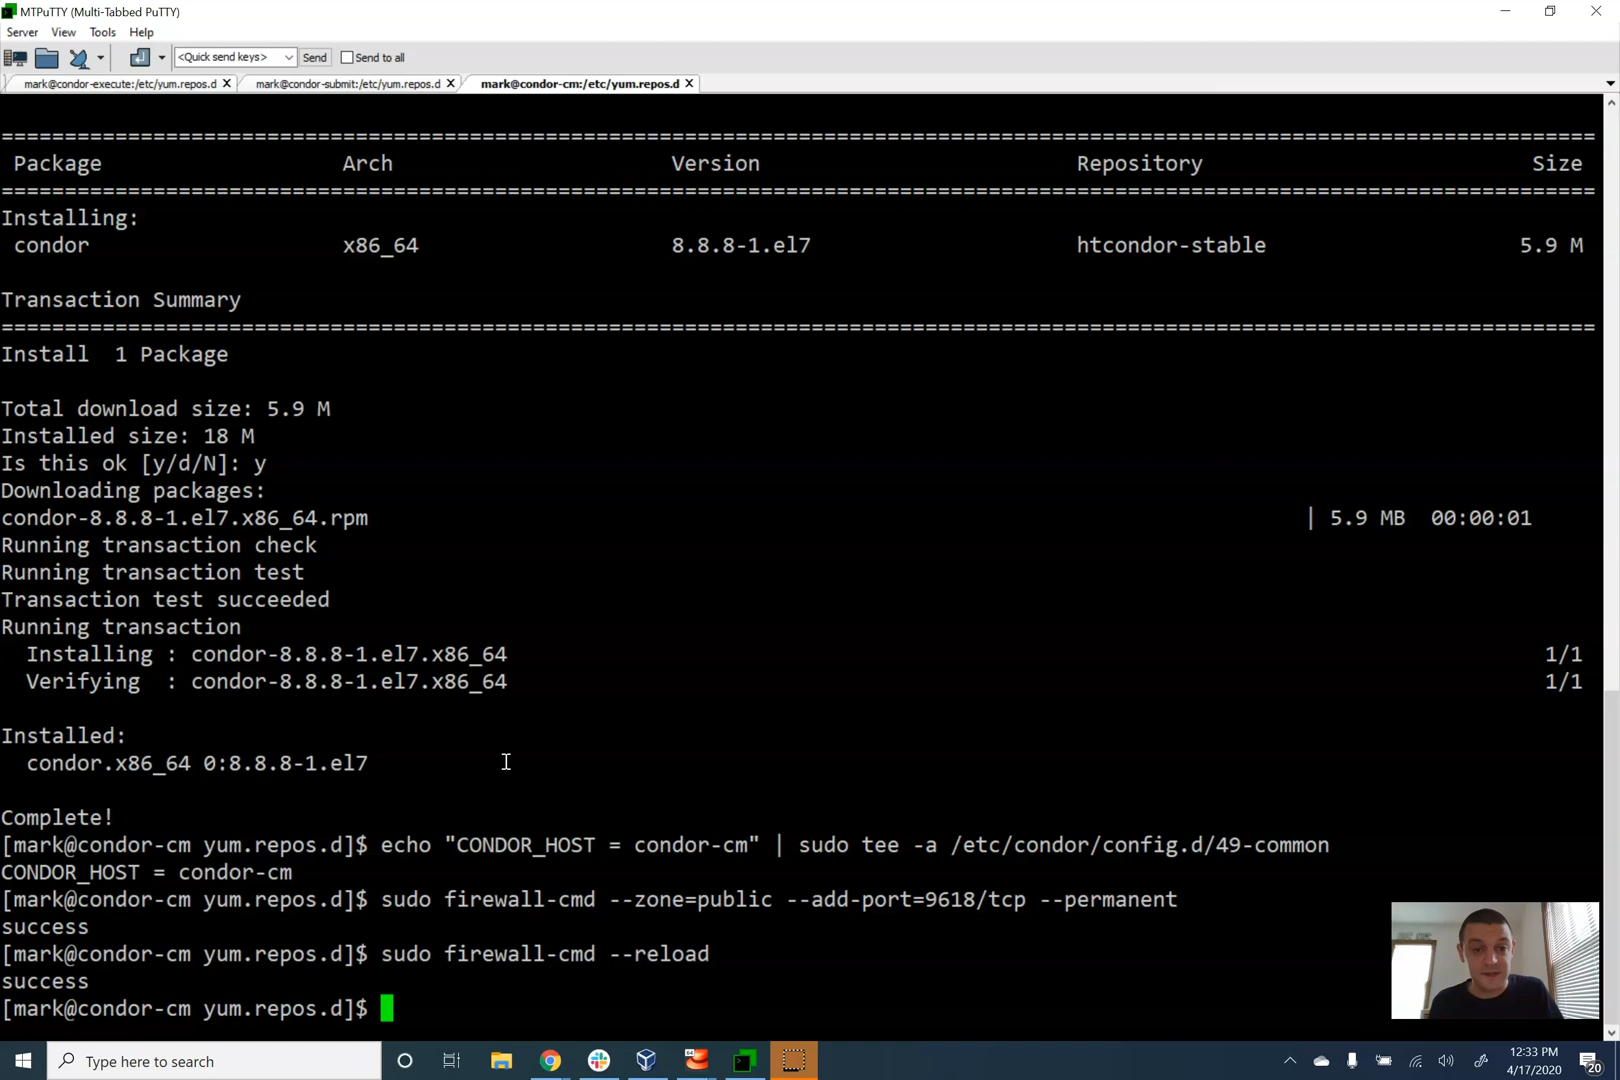 MTPuTTY (Multi-Tabbed PuTTY)
Server View Tools Help
<Quick send keys> Send Send to all
mark@condor-execute:/etc/yum.repos.d mark@condor-submit:/etc/yum.repos.d mark@condor-cm:/etc/yum.repos.d
================================================================================
Package Arch Version Repository Size
================================================================================
Installing:
condor x86_64 8.8.8-1.el7 htcondor-stable 5.9 M
Transaction Summary
================================================================================
Install 1 Package
Total download size: 5.9 M
Installed size: 18 M
Is this ok [y/d/N]: y
Downloading packages:
condor-8.8.8-1.el7.x86_64.rpm | 5.9 MB 00:00:01
Running transaction check
Running transaction test
Transaction test succeeded
Running transaction
Installing : condor-8.8.8-1.el7.x86_64 1/1
Verifying : condor-8.8.8-1.el7.x86_64 1/1
Installed:
condor.x86_64 0:8.8.8-1.el7
Complete!
[mark@condor-cm yum.repos.d]$ echo "CONDOR_HOST = condor-cm" | sudo tee -a /etc/condor/config.d/49-common
CONDOR_HOST = condor-cm
[mark@condor-cm yum.repos.d]$ sudo firewall-cmd --zone=public --add-port=9618/tcp --permanent
success
[mark@condor-cm yum.repos.d]$ sudo firewall-cmd --reload
success
[mark@condor-cm yum.repos.d]$
Type here to search
12:33 PM
4/17/2020
20